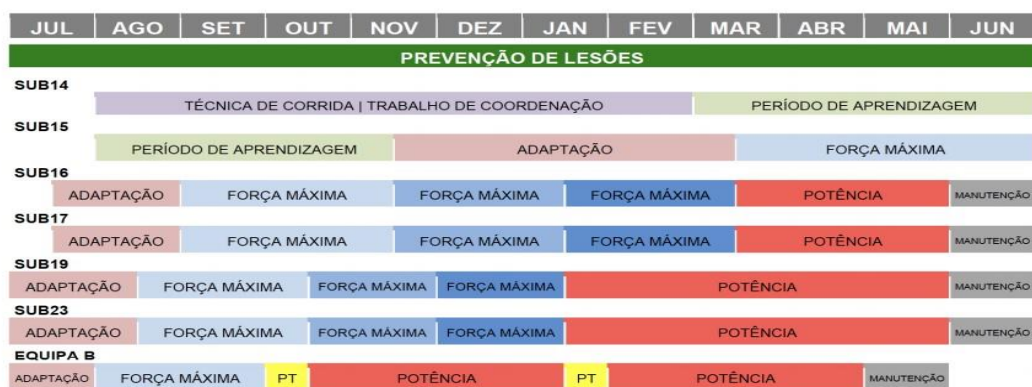 JUL AGO SET OUT NOV DEZ JAN FEV MAR ABR MAI JUN
PREVENÇÃO DE LESÕES
SUB14
TÉCNICA DE CORRIDA | TRABALHO DE COORDENAÇÃO PERÍODO DE APRENDIZAGEM
SUB15
PERÍODO DE APRENDIZAGEM ADAPTAÇÃO FORÇA MÁXIMA
SUB16
ADAPTAÇÃO FORÇA MÁXIMA FORÇA MÁXIMA FORÇA MÁXIMA POTÊNCIA MANUTENÇÃO
SUB17
ADAPTAÇÃO FORÇA MÁXIMA FORÇA MÁXIMA FORÇA MÁXIMA POTÊNCIA MANUTENÇÃO
SUB19
ADAPTAÇÃO FORÇA MÁXIMA FORÇA MÁXIMA FORÇA MÁXIMA POTÊNCIA MANUTENÇÃO
SUB23
ADAPTAÇÃO FORÇA MÁXIMA FORÇA MÁXIMA FORÇA MÁXIMA POTÊNCIA MANUTENÇÃO
EQUIPA B
ADAPTAÇÃO FORÇA MÁXIMA PT POTÊNCIA PT POTÊNCIA MANUTENÇÃO